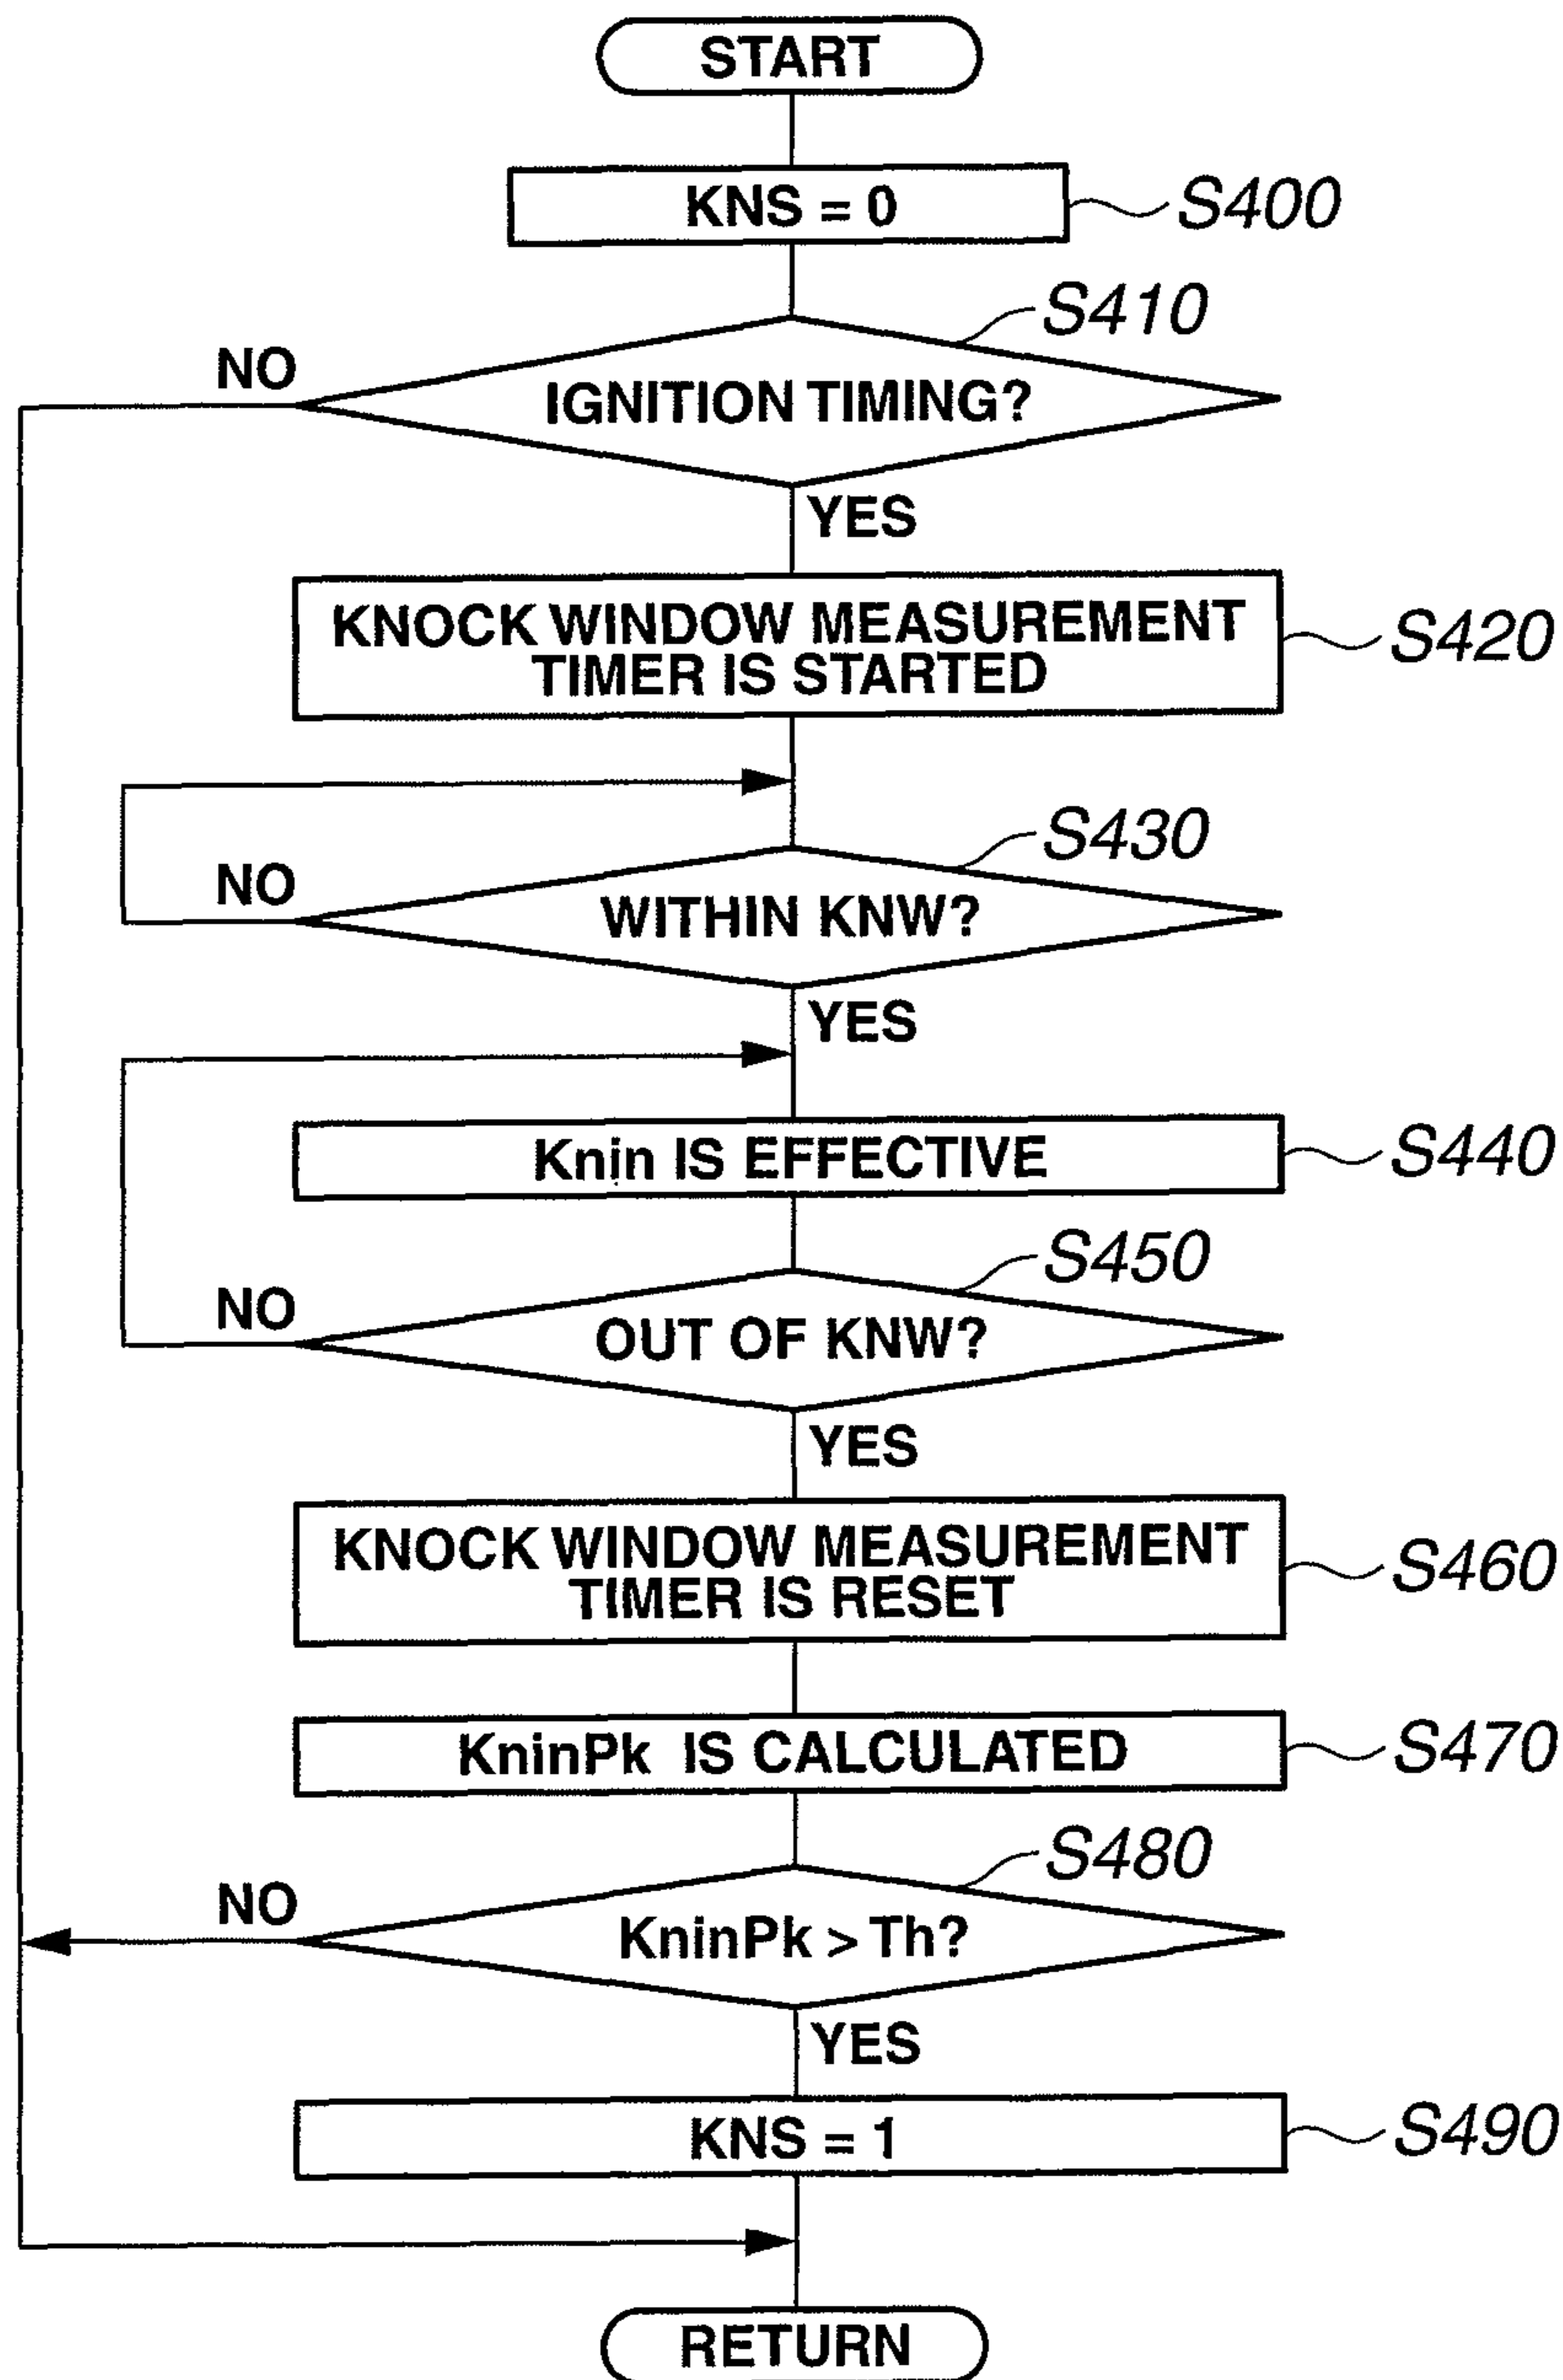 START
KNS = 0
S400
S410
NO
IGNITION TIMING?
YES
KNOCK WINDOW MEASUREMENT
TIMER IS STARTED
S420
S430
NO
WITHIN KNW?
YES
Knin IS EFFECTIVE
S440
S450
NO
OUT OF KNW?
YES
KNOCK WINDOW MEASUREMENT
TIMER IS RESET
S460
KninPk IS CALCULATED
S470
S480
NO
KninPk > Th?
YES
KNS = 1
S490
RETURN